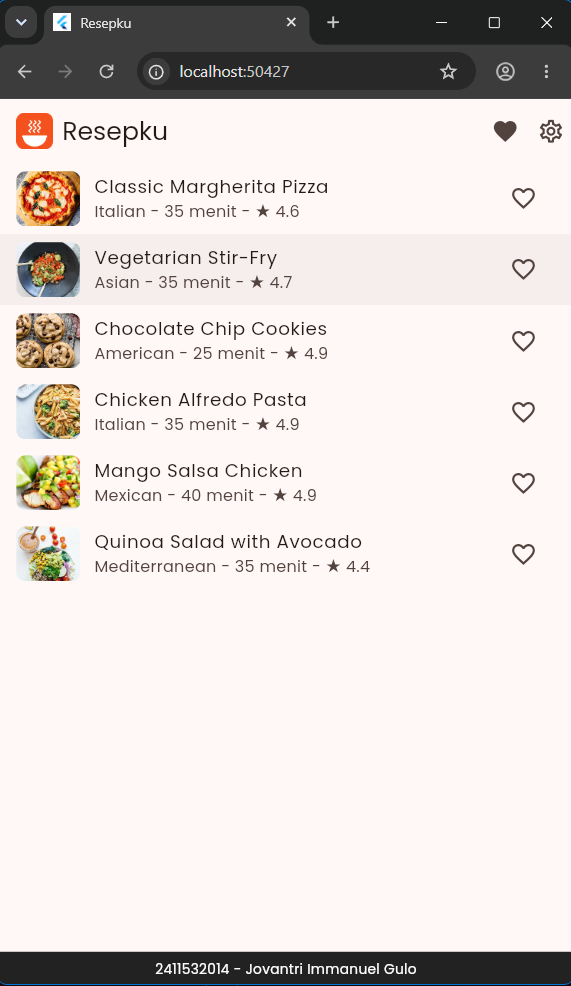 Resepku
localhost:50427
Resepku
Classic Margherita Pizza
Italian - 35 menit - ★ 4.6
Vegetarian Stir-Fry
Asian - 35 menit - ★ 4.7
Chocolate Chip Cookies
American - 25 menit - ★ 4.9
Chicken Alfredo Pasta
Italian - 35 menit - ★ 4.9
Mango Salsa Chicken
Mexican - 40 menit - ★ 4.9
Quinoa Salad with Avocado
Mediterranean - 35 menit - ★ 4.4
2411532014 - Jovantri Immanuel Gulo